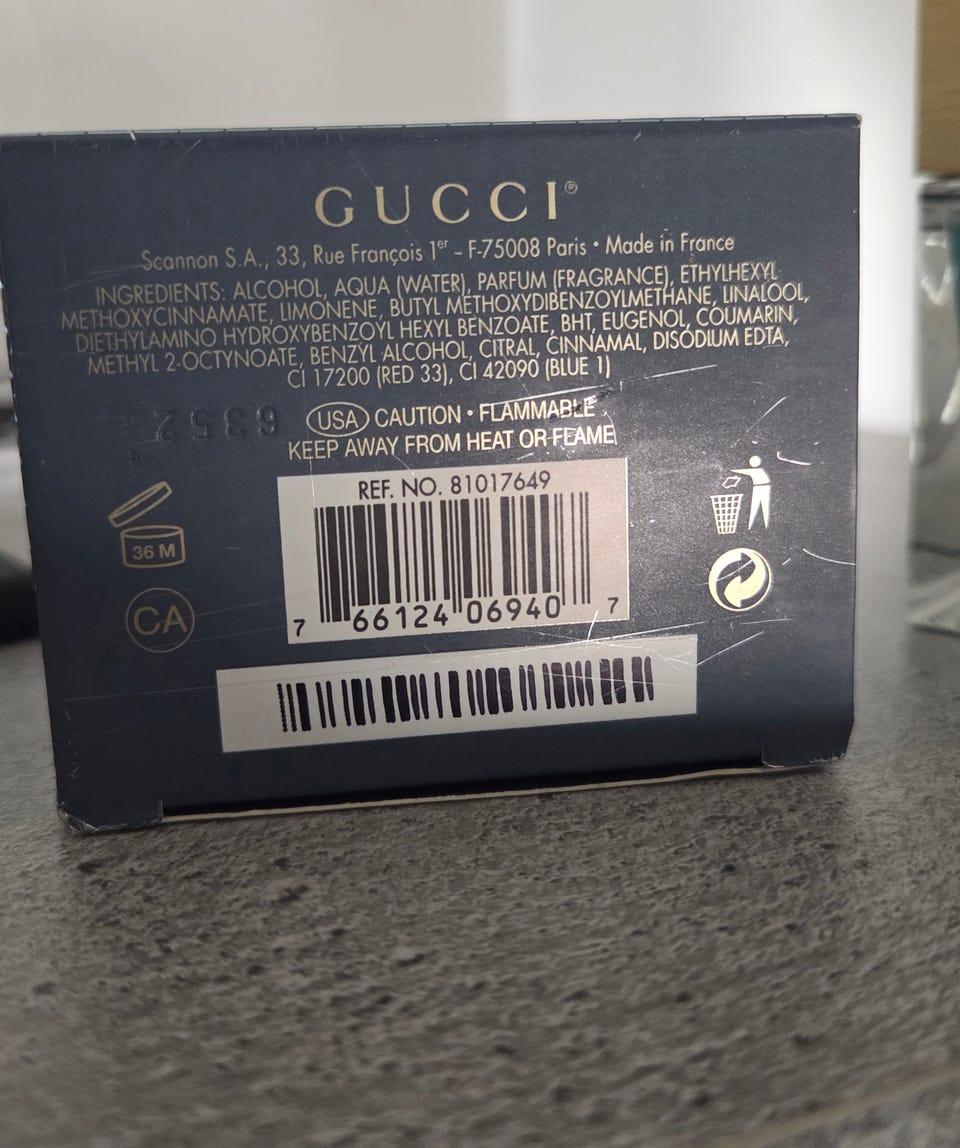 GUCCI®
Scannon S.A., 33, Rue François 1er - F-75008 Paris • Made in France
INGREDIENTS: ALCOHOL, AQUA (WATER), PARFUM (FRAGRANCE), ETHYLHEXYL
METHOXYCINNAMATE, LIMONENE, BUTYL METHOXYDIBENZOYLMETHANE, LINALOOL,
DIETHYLAMINO HYDROXYBENZOYL HEXYL BENZOATE, BHT, EUGENOL, COUMARIN,
METHYL 2-OCTYNOATE, BENZYL ALCOHOL, CITRAL, CINNAMAL, DISODIUM EDTA,
CI 17200 (RED 33), CI 42090 (BLUE 1)
6352
USA CAUTION • FLAMMABLE
KEEP AWAY FROM HEAT OR FLAME
REF. NO. 81017649
7 66124 06940 7
36 M
CA